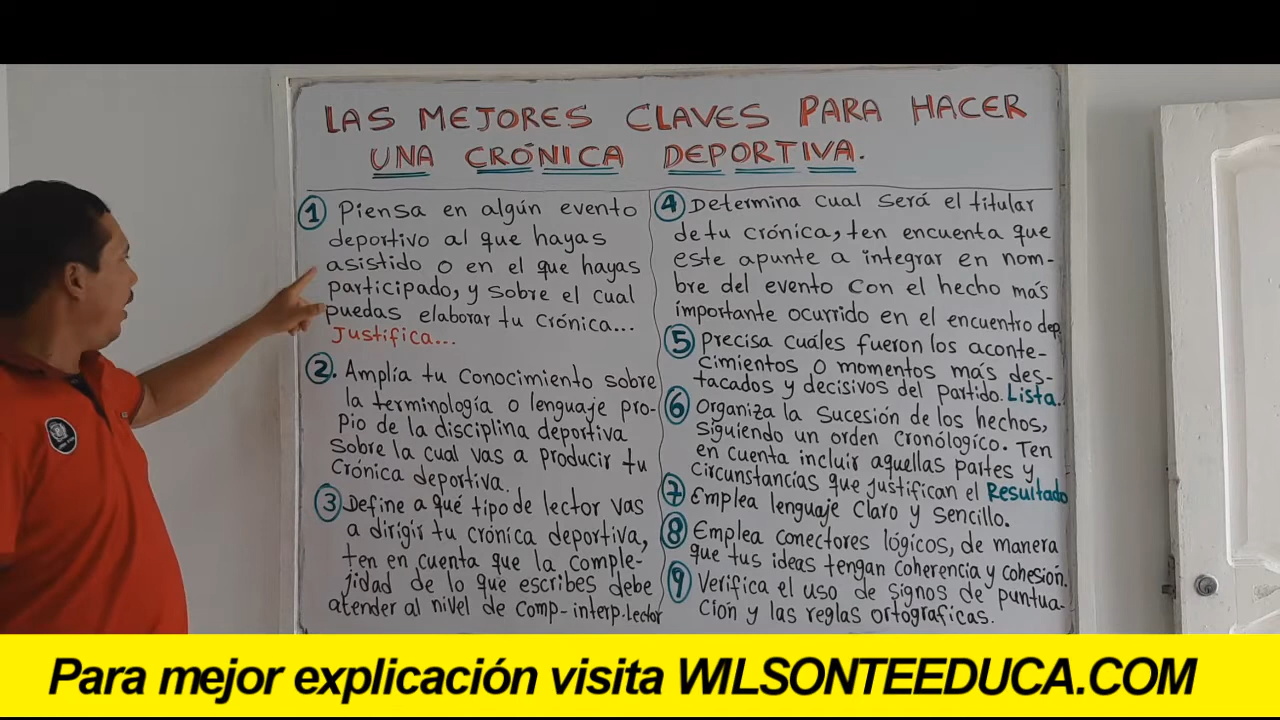 LAS MEJORES CLAVES PARA HACER
UNA CRÓNICA DEPORTIVA.
1 Piensa en algún evento
deportivo al que hayas
asistido o en el que hayas
participado, y sobre el cual
puedas elaborar tu crónica...
Justifica...
2. Amplía tu conocimiento sobre
la terminología o lenguaje pro-
pio de la disciplina deportiva
sobre la cual vas a producir tu
crónica deportiva.
3 Define a qué tipo de lector vas
a dirigir tu crónica deportiva,
ten en cuenta que la comple-
jidad de lo que escribes debe
atender al nivel de comp-interp.lector
4 Determina cual será el titular
de tu crónica, ten encuenta que
este apunte a integrar en nom-
bre del evento con el hecho más
importante ocurrido en el encuentro dep.
5 Precisa cuáles fueron los aconte-
cimientos o momentos más des-
tacados y decisivos del partido. Lista.
6 Organiza la sucesión de los hechos,
siguiendo un orden cronológico. Ten
en cuenta incluir aquellas partes y
circunstancias que justifican el Resultado
7 Emplea lenguaje claro y sencillo.
8 Emplea conectores lógicos, de manera
que tus ideas tengan coherencia y cohesión.
9 Verifica el uso de signos de puntua-
ción y las reglas ortograficas.
Para mejor explicación visita WILSONTEEDUCA.COM